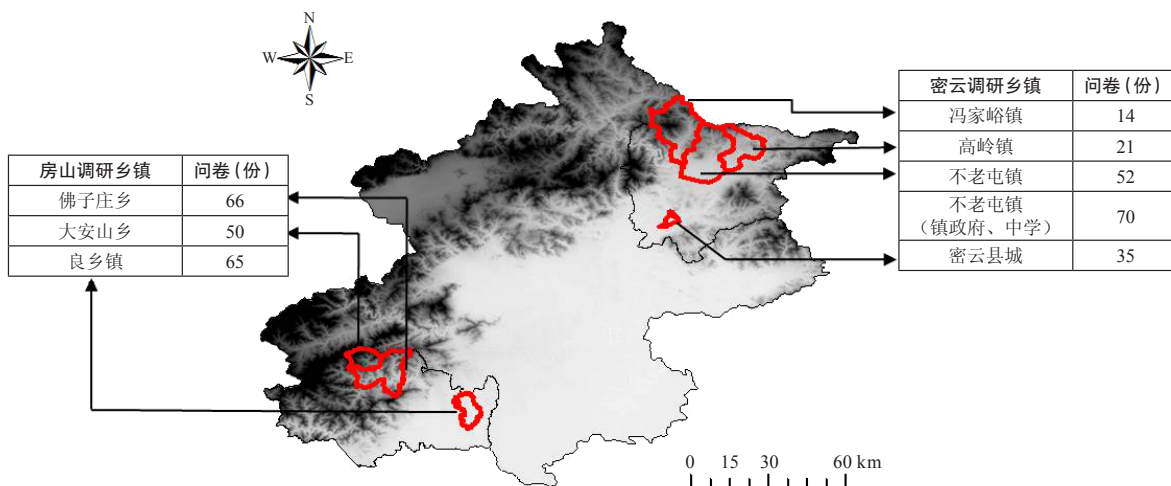 N
W E
S
密云调研乡镇 问卷(份)
冯家峪镇 14
高岭镇 21
不老屯镇 52
不老屯镇
(镇政府、中学) 70
密云县城 35
房山调研乡镇 问卷(份)
佛子庄乡 66
大安山乡 50
良乡镇 65
0 15 30 60 km